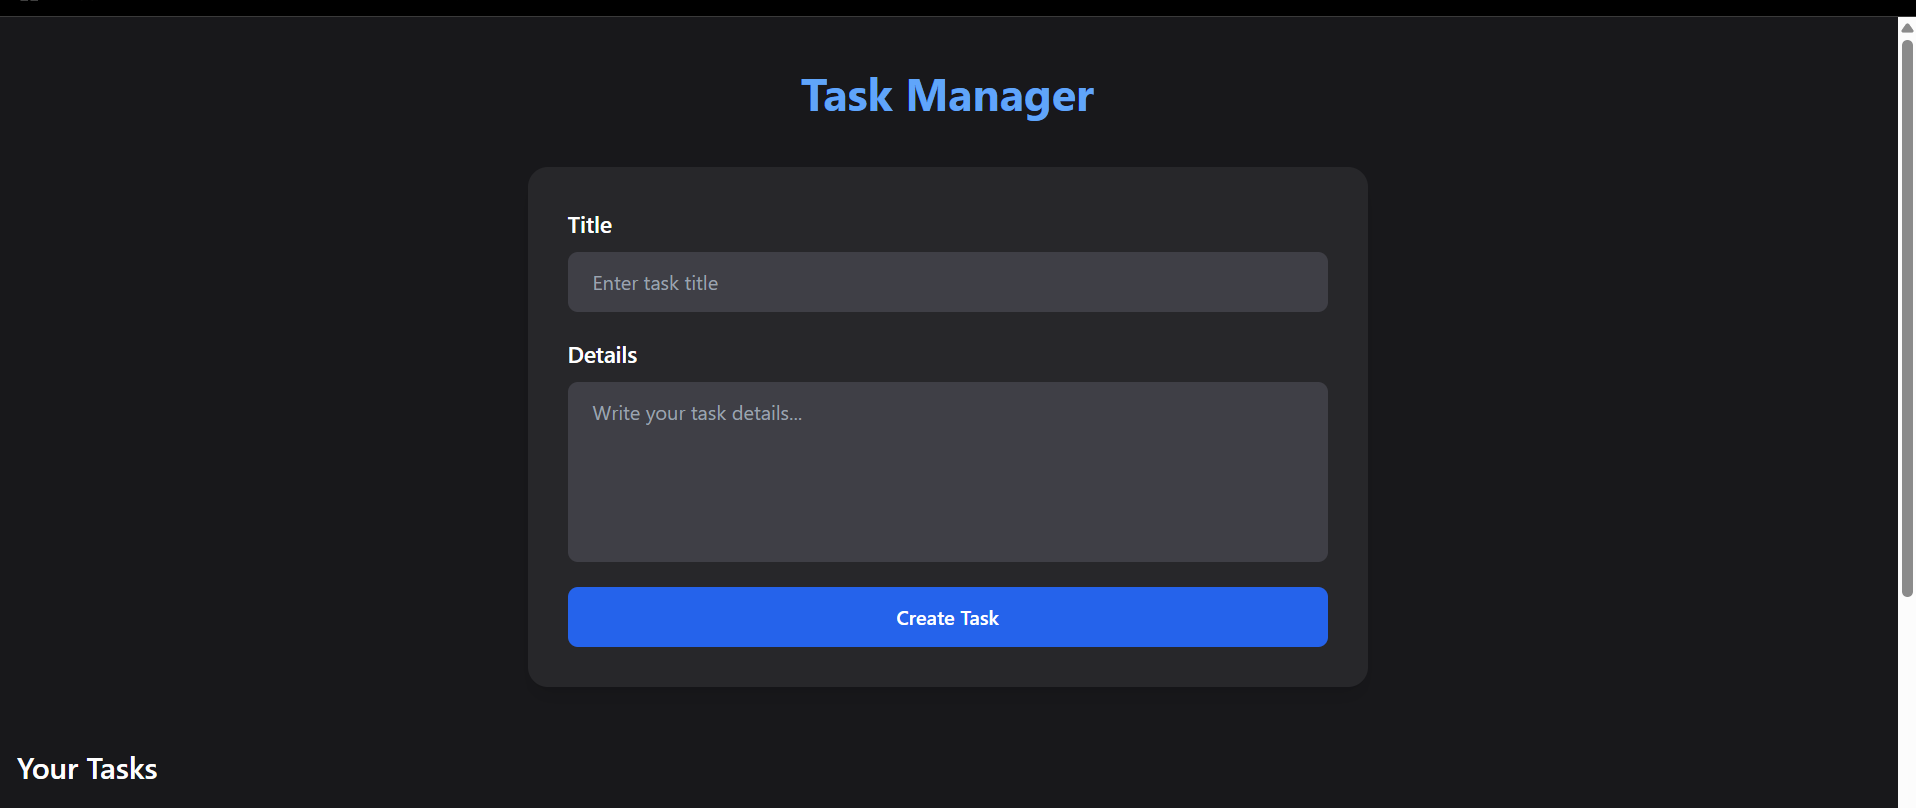 Task Manager
Title
Enter task title
Details
Write your task details...
Create Task
Your Tasks